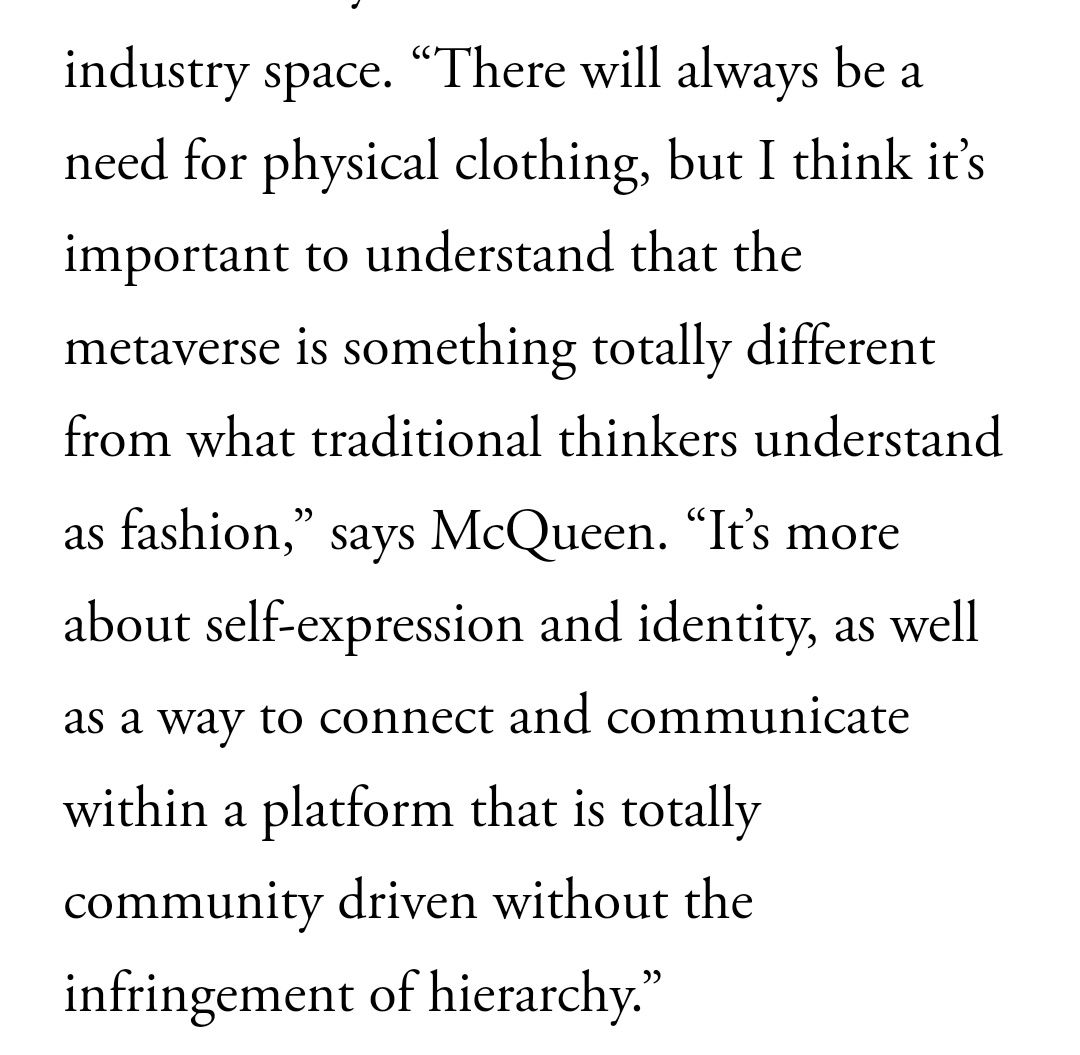 industry space. “There will always be a
need for physical clothing, but I think it’s
important to understand that the
metaverse is something totally different
from what traditional thinkers understand
as fashion,” says McQueen. “It’s more
about self-expression and identity, as well
as a way to connect and communicate
within a platform that is totally
community driven without the
infringement of hierarchy.”